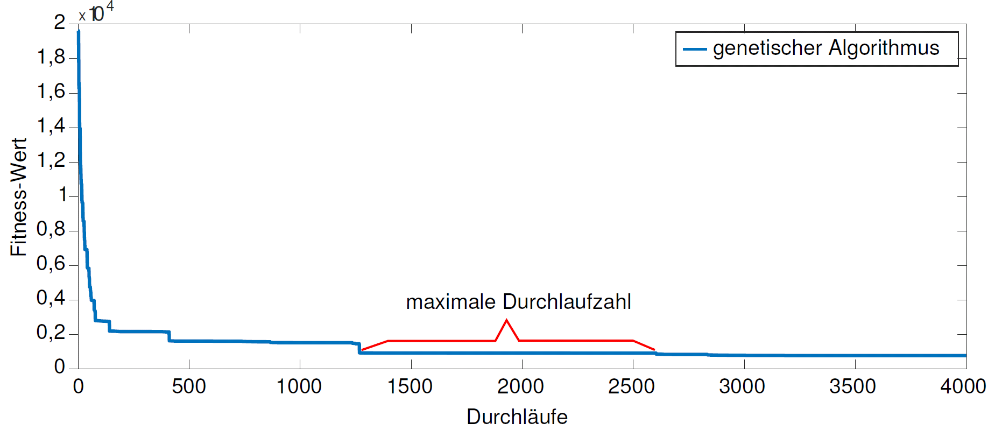 ×10⁴
2
1,8
1,6
1,4
1,2
1
0,8
0,6
0,4
0,2
0
Fitness-Wert
genetischer Algorithmus
maximale Durchlaufzahl
0 500 1000 1500 2000 2500 3000 3500 4000
Durchläufe